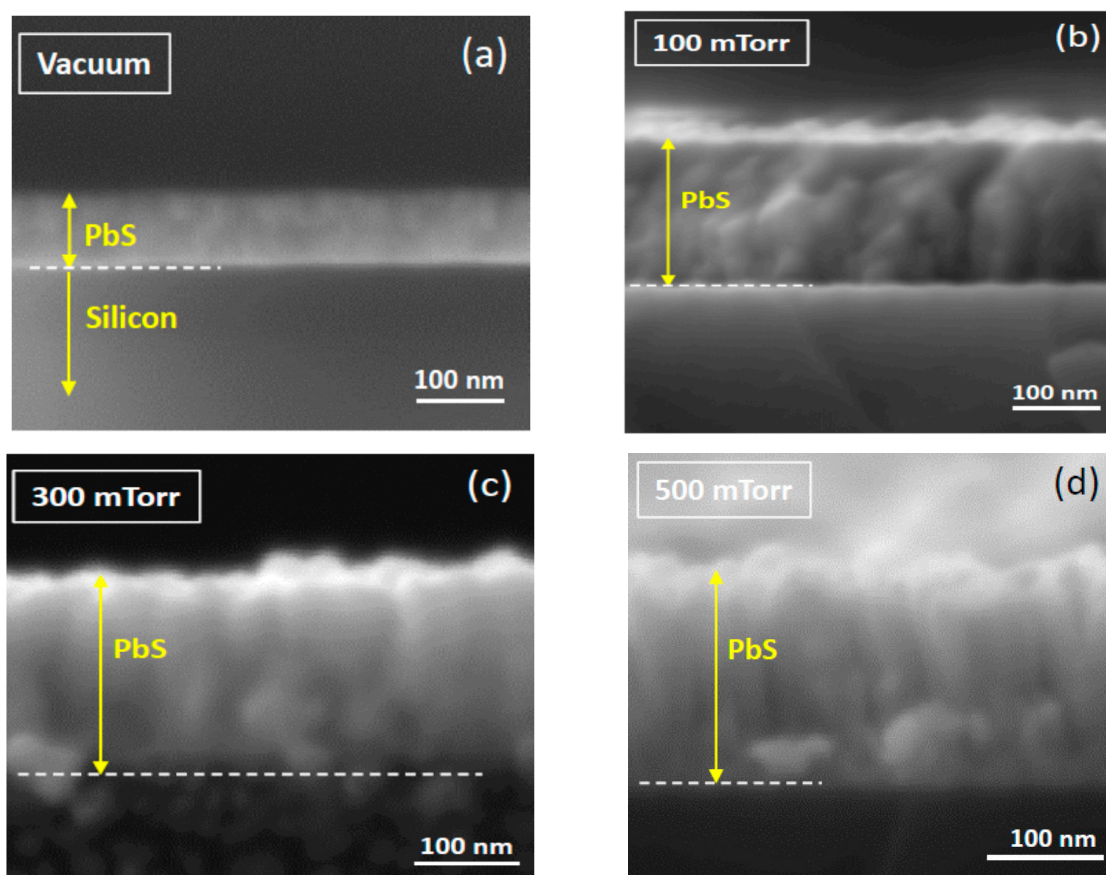 Vacuum
(a)
PbS
Silicon
100 nm
100 mTorr
(b)
PbS
100 nm
300 mTorr
(c)
PbS
100 nm
500 mTorr
(d)
PbS
100 nm